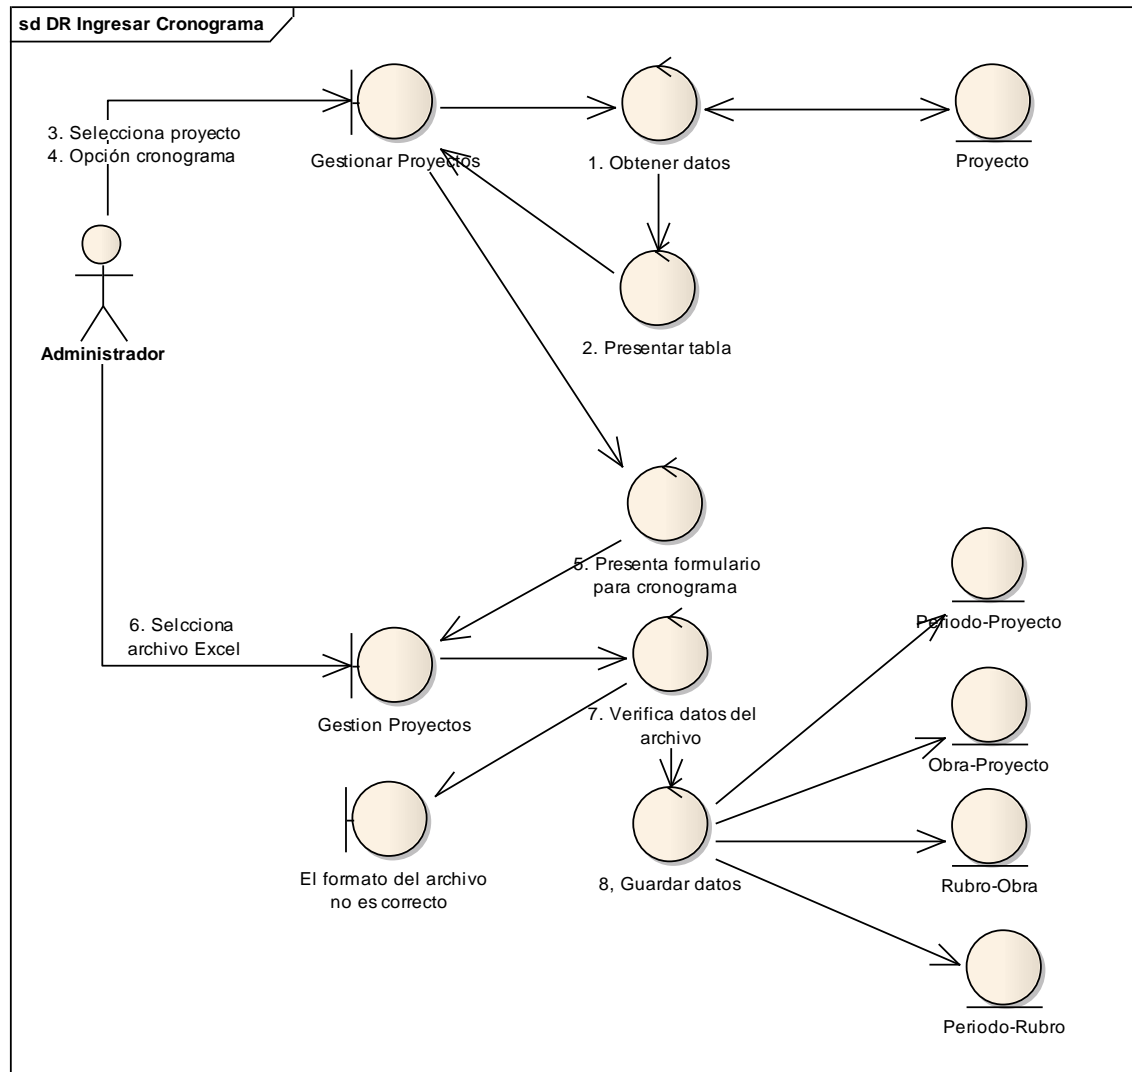 sd DR Ingresar Cronograma
3. Selecciona proyecto
4. Opción cronograma
Gestionar Proyectos
1. Obtener datos
Proyecto
2. Presentar tabla
Administrador
5. Presenta formulario
para cronograma
6. Selcciona
archivo Excel
Gestion Proyectos
7. Verifica datos del
archivo
Periodo-Proyecto
Obra-Proyecto
El formato del archivo
no es correcto
8, Guardar datos
Rubro-Obra
Periodo-Rubro